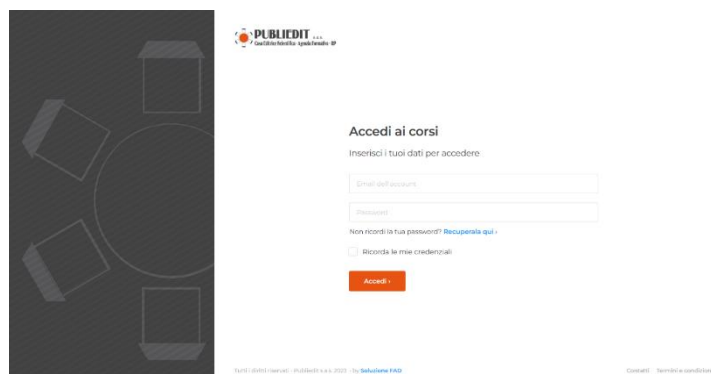 PUBLIEDIT
Accedi ai corsi
Inserisci i tuoi dati per accedere
Email dell'account
Password
Non ricordi la tua password? Recuperala qui ›
Ricorda le mie credenziali
Accedi ›
Tutti i diritti riservati - Publiedit s.a.s. 2023 - by Soluzione FAD
Contatti Termini e condizioni